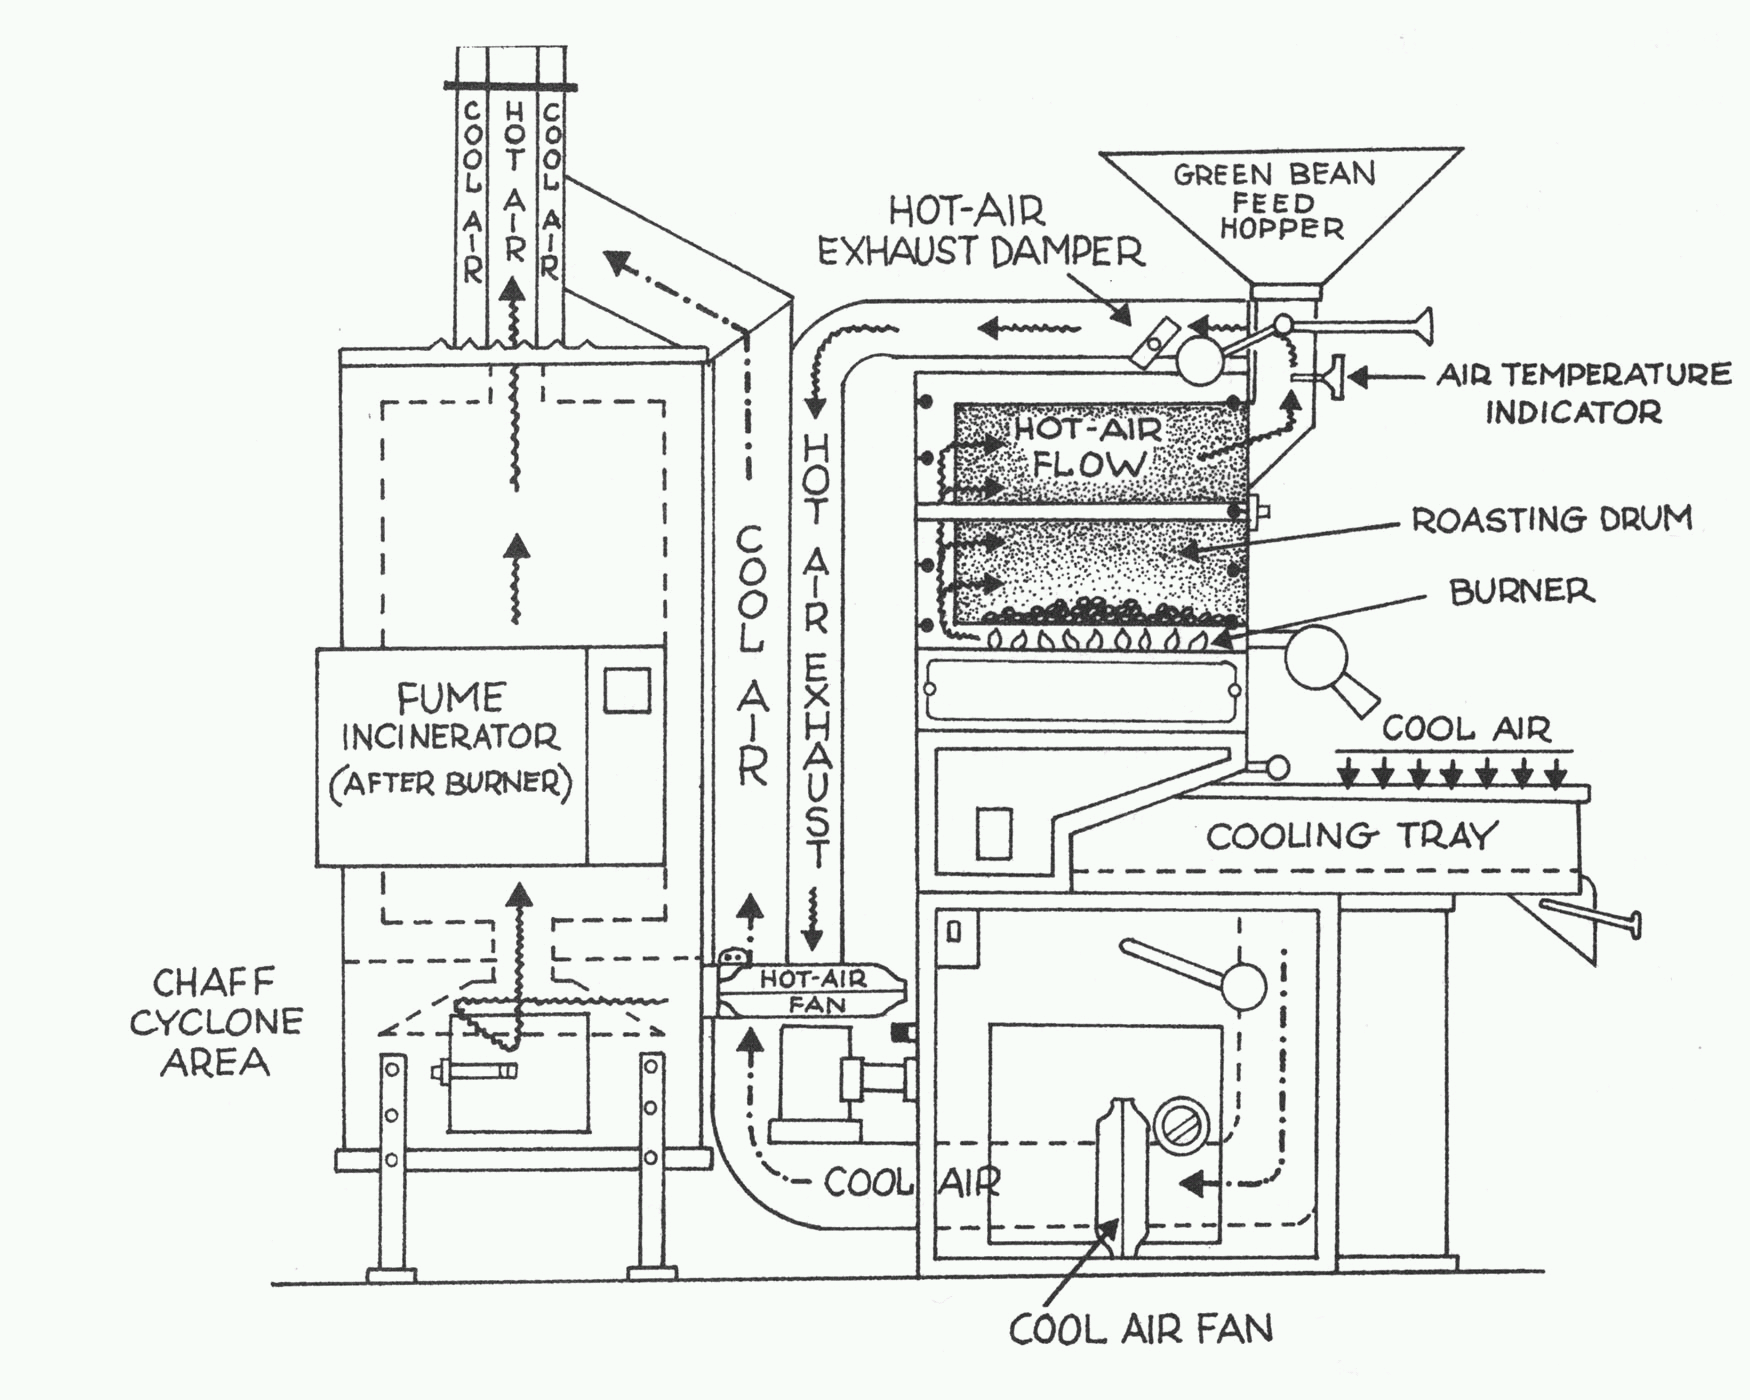 COOL AIR
HOT AIR
COOL AIR
GREEN BEAN
FEED
HOPPER
HOT-AIR
EXHAUST DAMPER
AIR TEMPERATURE
INDICATOR
HOT-AIR
FLOW
HOT AIR EXHAUST
COOL AIR
ROASTING DRUM
BURNER
FUME
INCINERATOR
(AFTER BURNER)
COOL AIR
COOLING TRAY
CHAFF
CYCLONE
AREA
HOT-AIR
FAN
COOL AIR
COOL AIR FAN